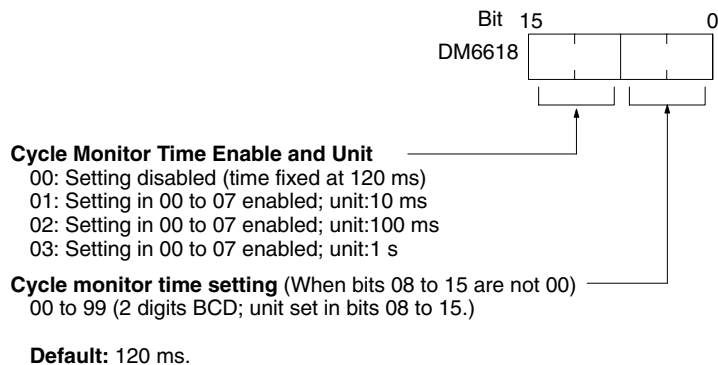 Bit 15 0
DM6618
Cycle Monitor Time Enable and Unit
00: Setting disabled (time fixed at 120 ms)
01: Setting in 00 to 07 enabled; unit:10 ms
02: Setting in 00 to 07 enabled; unit:100 ms
03: Setting in 00 to 07 enabled; unit:1 s
Cycle monitor time setting (When bits 08 to 15 are not 00)
00 to 99 (2 digits BCD; unit set in bits 08 to 15.)
Default: 120 ms.